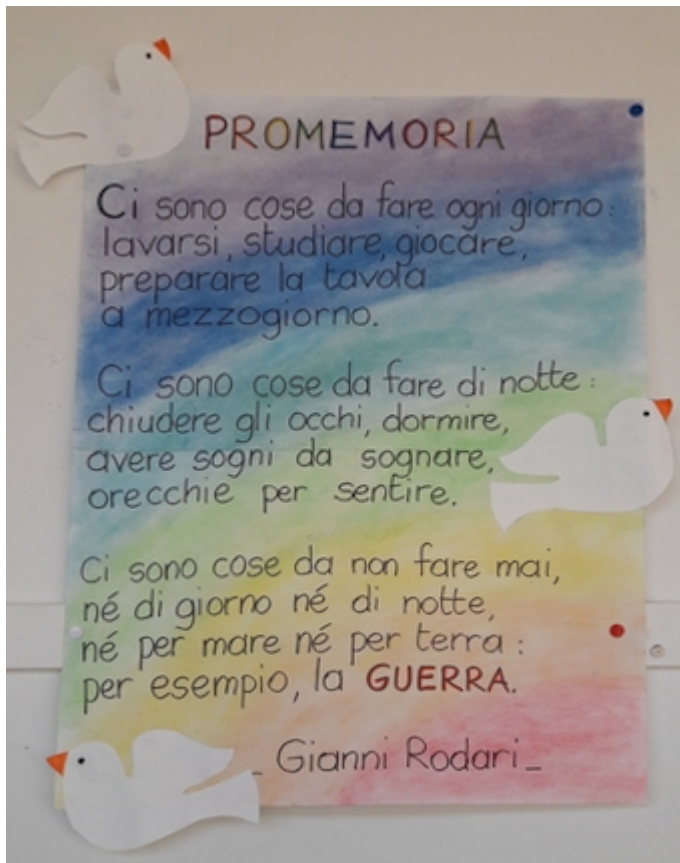 PROMEMORIA
Ci sono cose da fare ogni giorno:
lavarsi, studiare, giocare,
preparare la tavola
a mezzogiorno.
Ci sono cose da fare di notte:
chiudere gli occhi, dormire,
avere sogni da sognare,
orecchie per sentire.
Ci sono cose da non fare mai,
né di giorno né di notte,
né per mare né per terra:
per esempio, la GUERRA.
_ Gianni Rodari _